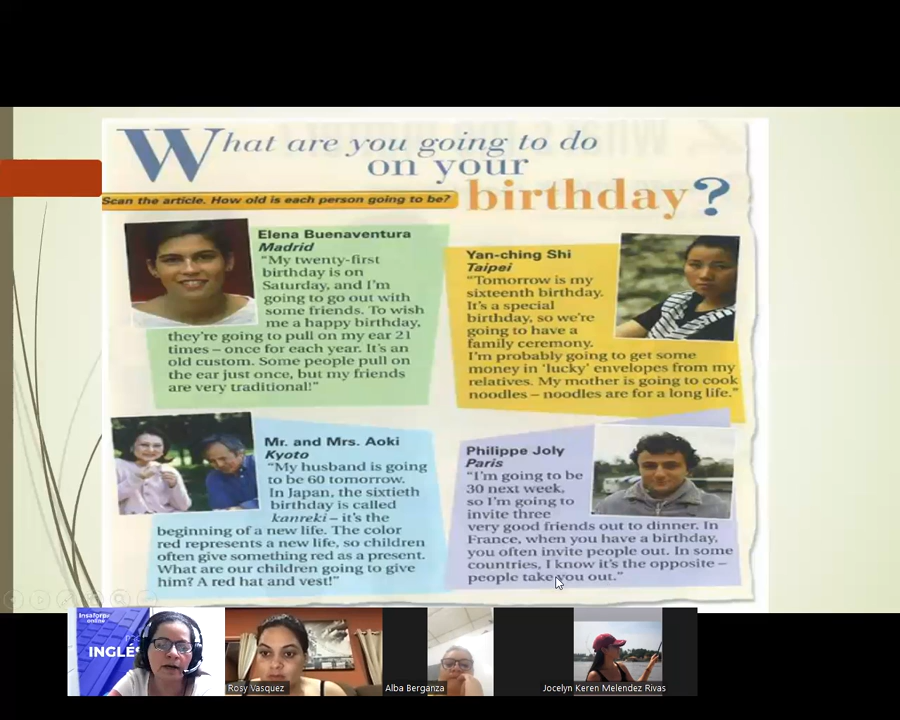 What are you going to do
on your
birthday?
Scan the article. How old is each person going to be?
Elena Buenaventura
Madrid
"My twenty-first
birthday is on
Saturday, and I'm
going to go out with
some friends. To wish
me a happy birthday,
they're going to pull on my ear 21
times – once for each year. It's an
old custom. Some people pull on
the ear just once, but my friends
are very traditional!"
Yan-ching Shi
Taipei
"Tomorrow is my
sixteenth birthday.
It's a special
birthday, so we're
going to have a
family ceremony.
I'm probably going to get some
money in 'lucky' envelopes from my
relatives. My mother is going to cook
noodles – noodles are for a long life."
Mr. and Mrs. Aoki
Kyoto
"My husband is going
to be 60 tomorrow.
In Japan, the sixtieth
birthday is called
kanreki – it's the
beginning of a new life. The color
red represents a new life, so children
often give something red as a present.
What are our children going to give
him? A red hat and vest!"
Philippe Joly
Paris
"I'm going to be
30 next week,
so I'm going to
invite three
very good friends out to dinner. In
France, when you have a birthday,
you often invite people out. In some
countries, I know it's the opposite –
people take you out."
Insaforp
online
INGLÉS
Rosy Vasquez
Alba Berganza
Jocelyn Keren Melendez Rivas